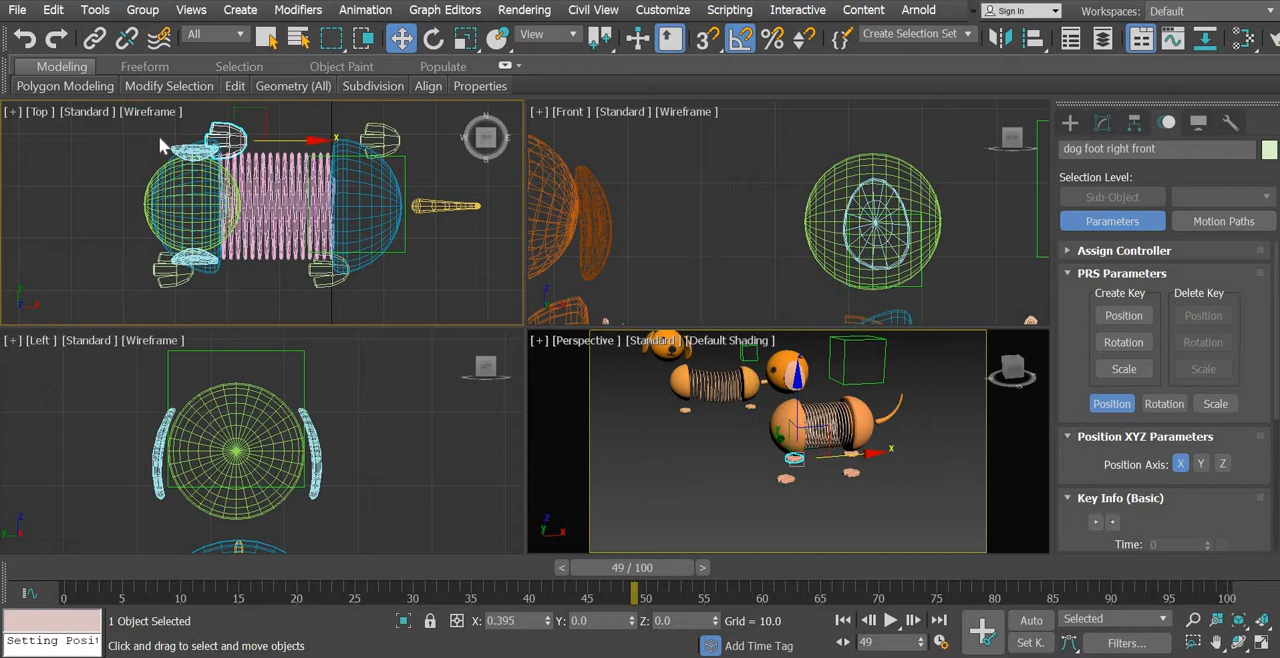 File Edit Tools Group Views Create Modifiers Animation Graph Editors Rendering Civil View Customize Scripting Interactive Content Arnold » Sign In Workspaces: Default
All View Create Selection Set
Modeling Freeform Selection Object Paint Populate
Polygon Modeling Modify Selection Edit Geometry (All) Subdivision Align Properties
[+] [Top] [Standard] [Wireframe]
[+] [Front] [Standard] [Wireframe]
[+] [Left] [Standard] [Wireframe]
[+] [Perspective] [Standard] [Default Shading]
dog foot right front
Selection Level:
Sub-Object
Parameters Motion Paths
Assign Controller
PRS Parameters
Create Key Delete Key
Position Position
Rotation Rotation
Scale Scale
Position Rotation Scale
Position XYZ Parameters
Position Axis: X Y Z
Key Info (Basic)
Time: 0
< 49 / 100 >
0 5 10 15 20 25 30 35 40 45 50 55 60 65 70 75 80 85 90 95 100
1 Object Selected X: 0.395 Y: 0.0 Z: 0.0 Grid = 10.0 Auto Selected
Setting Posit Click and drag to select and move objects Add Time Tag 49 Set K. Filters...